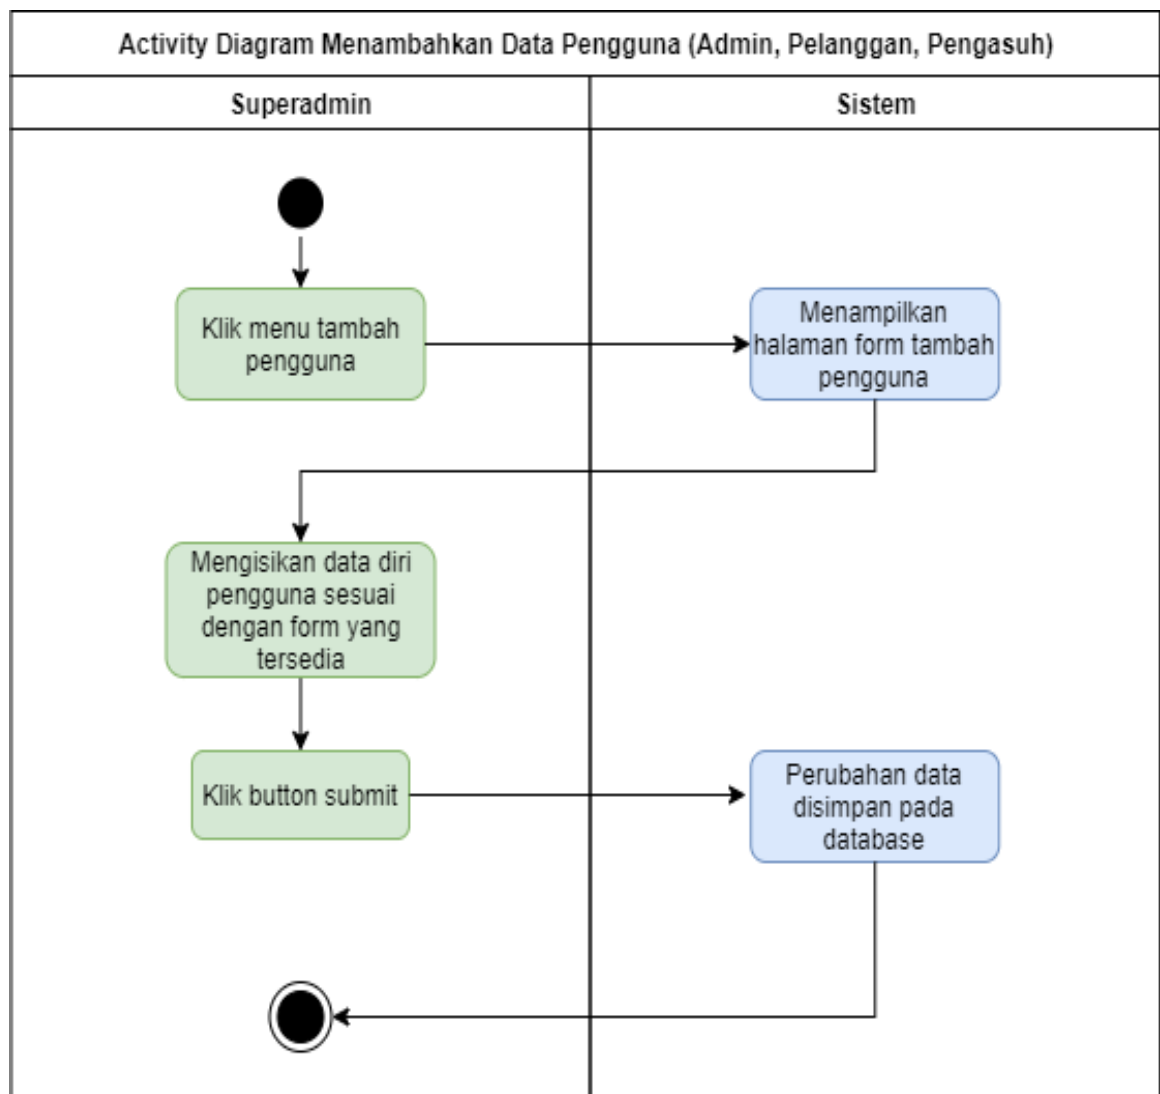 Activity Diagram Menambahkan Data Pengguna (Admin, Pelanggan, Pengasuh)
Superadmin
Sistem
Klik menu tambah
pengguna
Menampilkan
halaman form tambah
pengguna
Mengisikan data diri
pengguna sesuai
dengan form yang
tersedia
Klik button submit
Perubahan data
disimpan pada
database